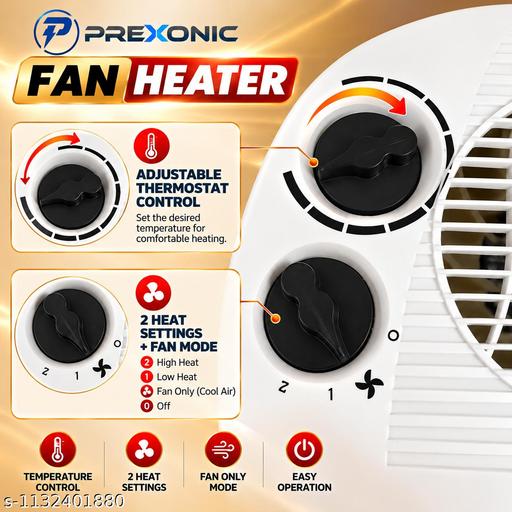 PREXONIC
FAN HEATER
ADJUSTABLE
THERMOSTAT
CONTROL
Set the desired
temperature for
comfortable heating.
2 HEAT
SETTINGS
+ FAN MODE
2 High Heat
1 Low Heat
Fan Only (Cool Air)
0 Off
2 1 O
O
2 1
TEMPERATURE
CONTROL
2 HEAT
SETTINGS
FAN ONLY
MODE
EASY
OPERATION
s-1132401880